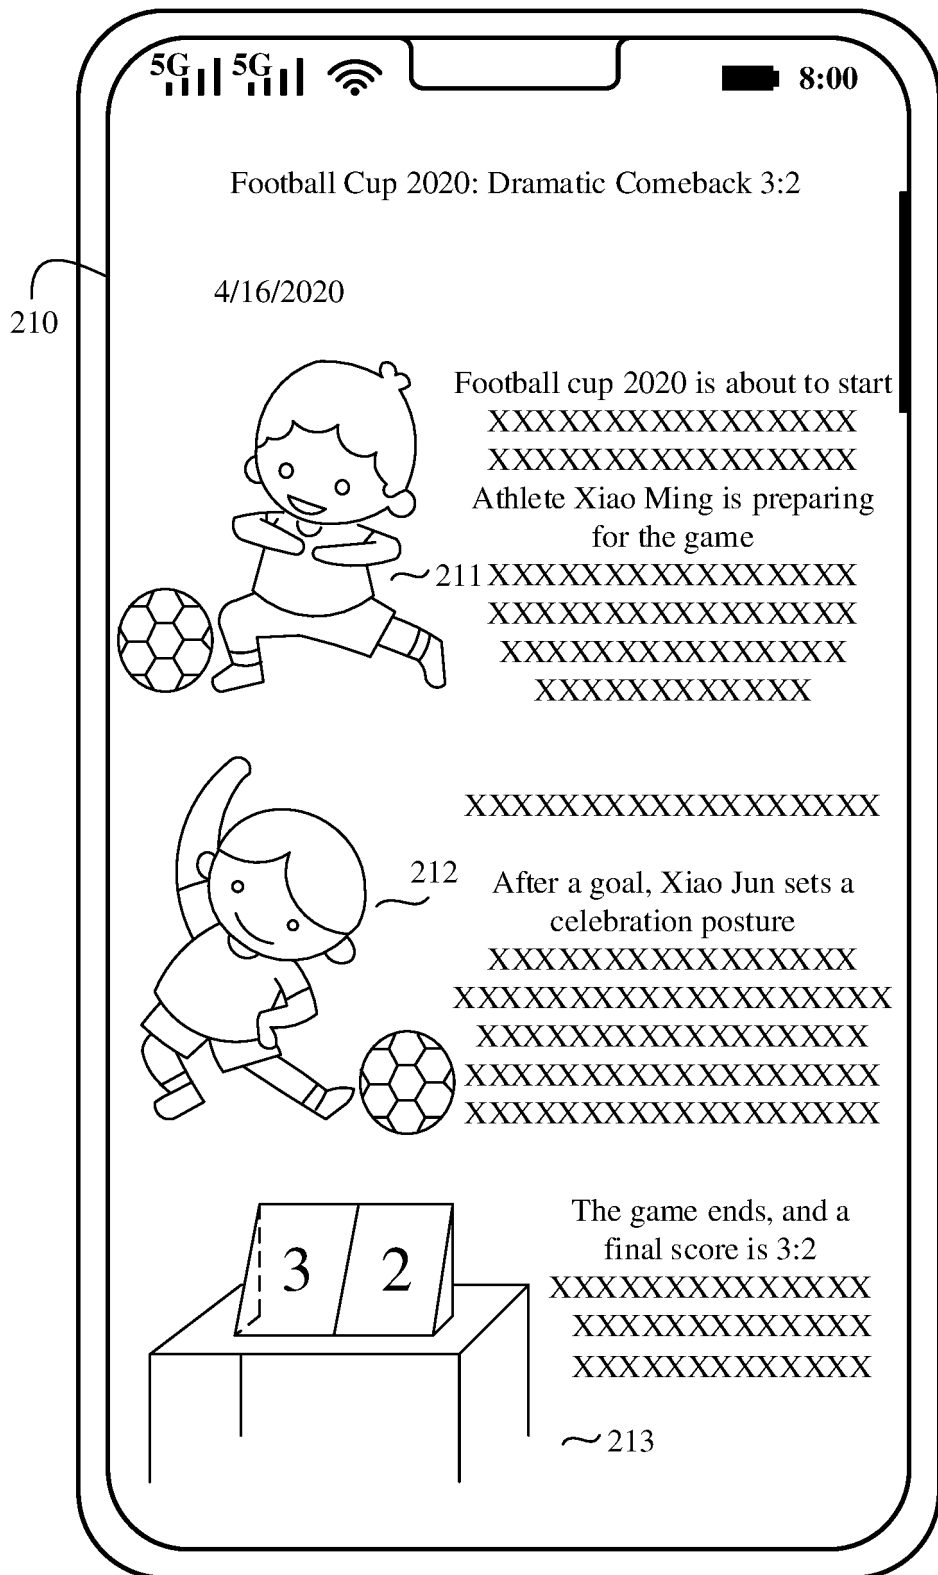 5G 5G 8:00
Football Cup 2020: Dramatic Comeback 3:2
4/16/2020
210
Football cup 2020 is about to start
XXXXXXXXXXXXXXXX
XXXXXXXXXXXXXXXX
Athlete Xiao Ming is preparing
for the game
211 XXXXXXXXXXXXXXXX
XXXXXXXXXXXXXXXX
XXXXXXXXXXXXXXX
XXXXXXXXXXXX
XXXXXXXXXXXXXXXXXX
212
After a goal, Xiao Jun sets a
celebration posture
XXXXXXXXXXXXXXXX
XXXXXXXXXXXXXXXXXXX
XXXXXXXXXXXXXXXXX
XXXXXXXXXXXXXXXXXX
XXXXXXXXXXXXXXXXXX
The game ends, and a
final score is 3:2
3 2
XXXXXXXXXXXXXX
XXXXXXXXXXXXX
XXXXXXXXXXXXX
213